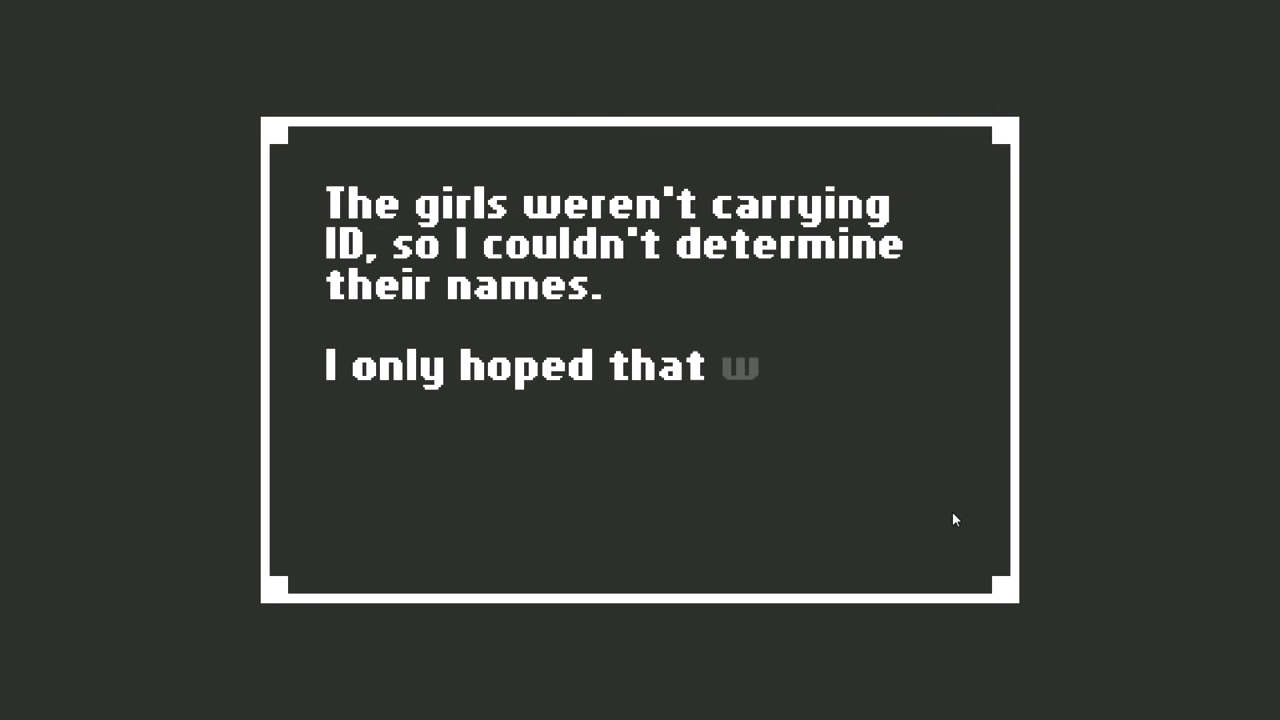 The girls weren't carrying
ID, so I couldn't determine
their names.
I only hoped that w